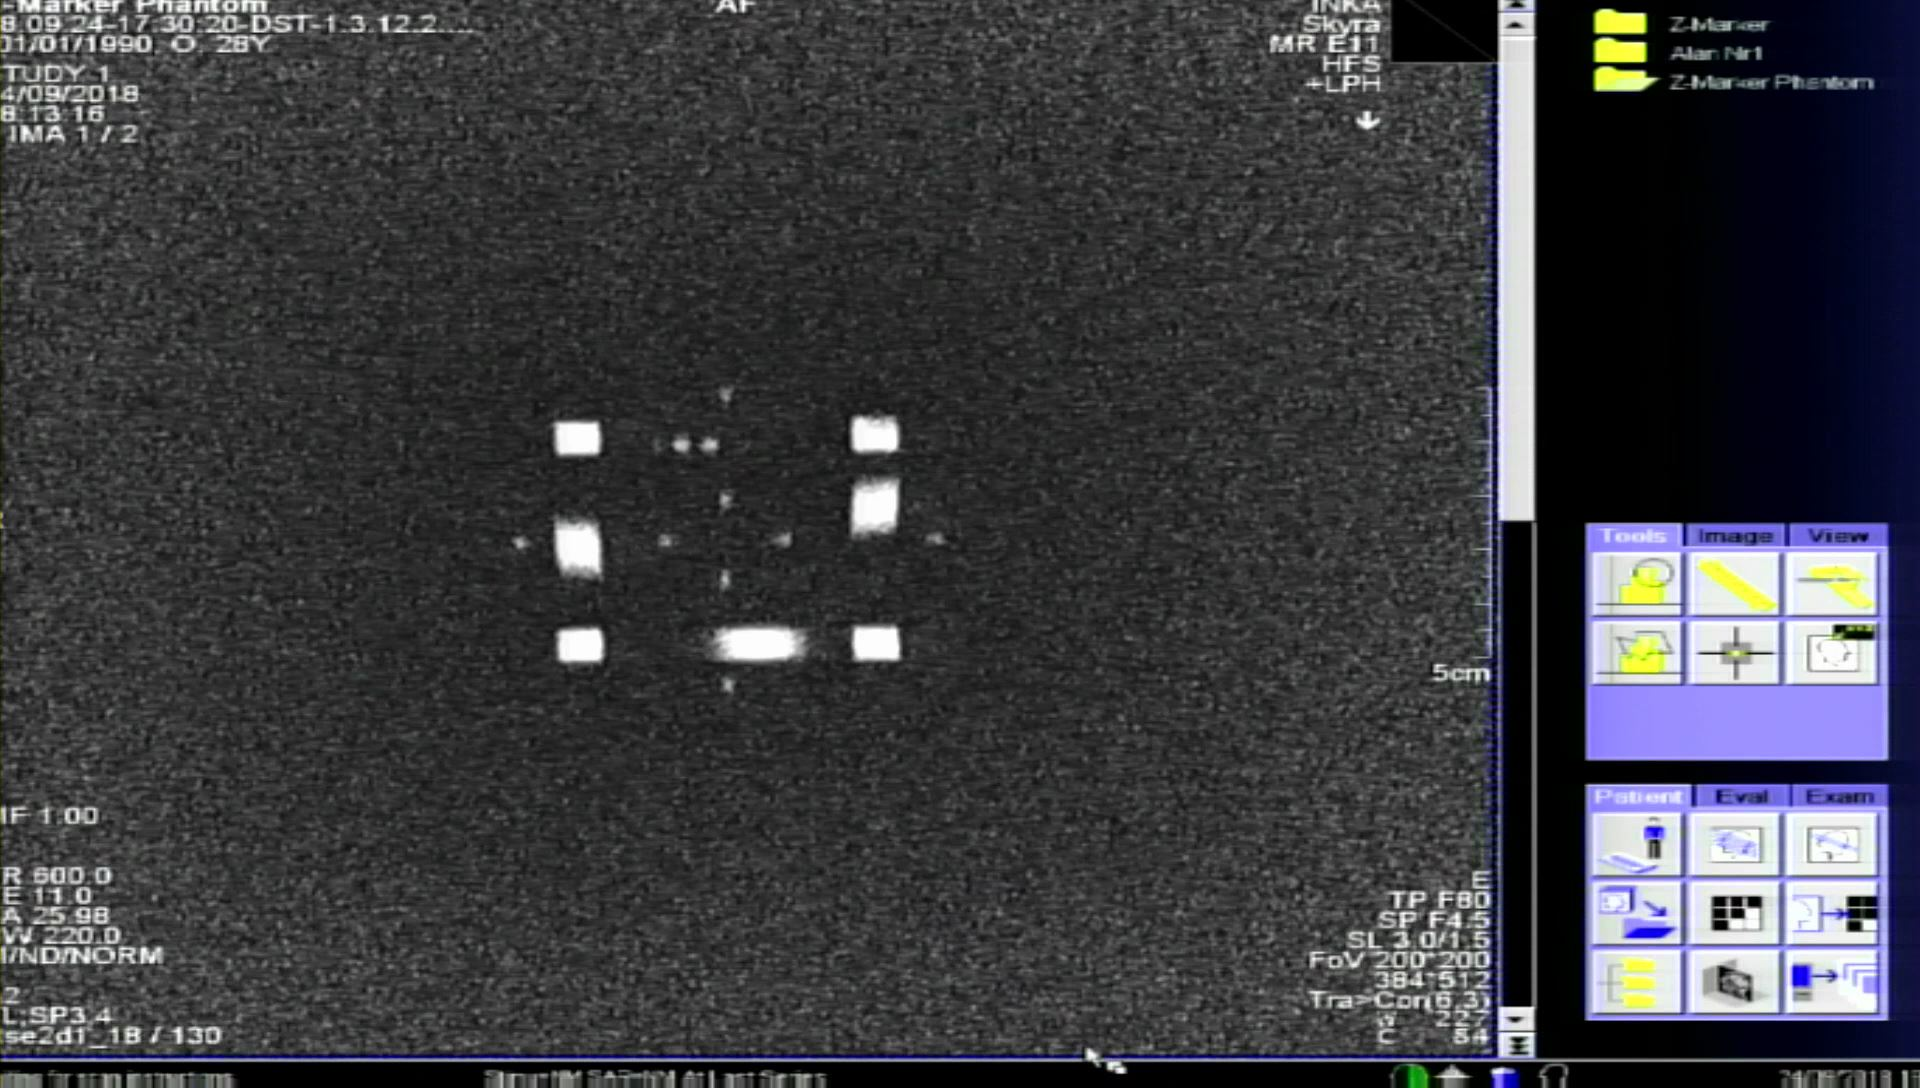 Marker Phantom
8.09.24-17:30:20-DST-1.3.12.2....
01/01/1990, O, 28Y
TUDY 1
4/09/2018
8:13:16
IMA 1 / 2
INKA
Skyra
MR E11
HFS
+LPH
Z-Marker
Z-Marker Phantom
Tools Image View
5cm
Patient Eval Exam
IF 1.00
R 600.0
E 11.0
A 25.98
W 220.0
/ND/NORM
2
L;SP3.4
se2d1_18 / 130
TP F80
SP F4.5
SL 3.0/1.5
FoV 200*200
384*512
Tra>Cor(6.3)
W 227
C 54